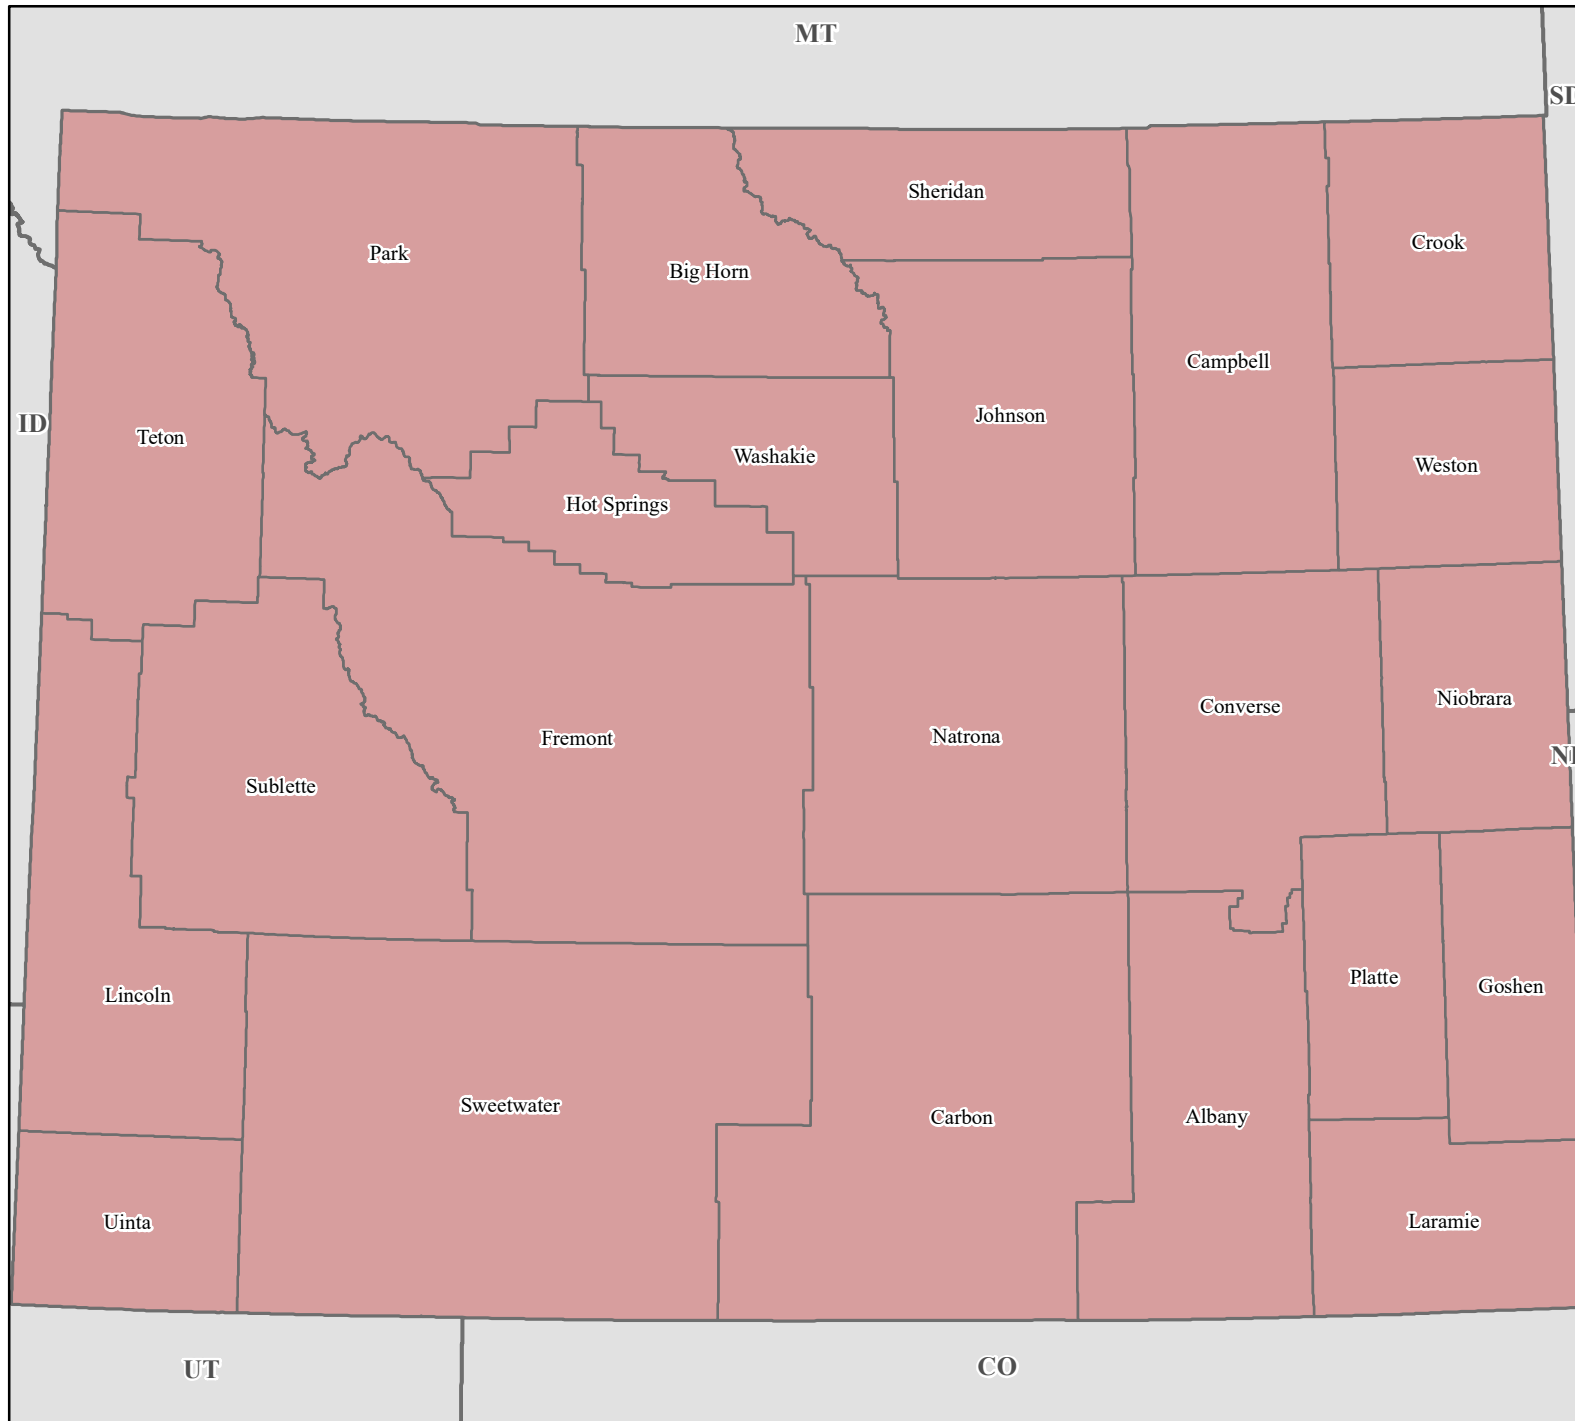 MT
SD
Sheridan
Crook
Park
Big Horn
Campbell
ID
Johnson
Teton
Washakie
Weston
Hot Springs
Niobrara
Converse
Natrona
Fremont
Sublette
Platte
Goshen
Lincoln
Sweetwater
Carbon
Albany
Uinta
Laramie
UT
CO